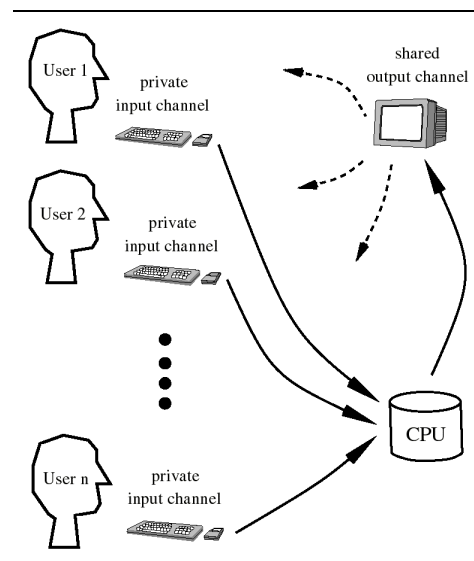 User 1
private
input channel
shared
output channel
User 2
private
input channel
CPU
User n
private
input channel